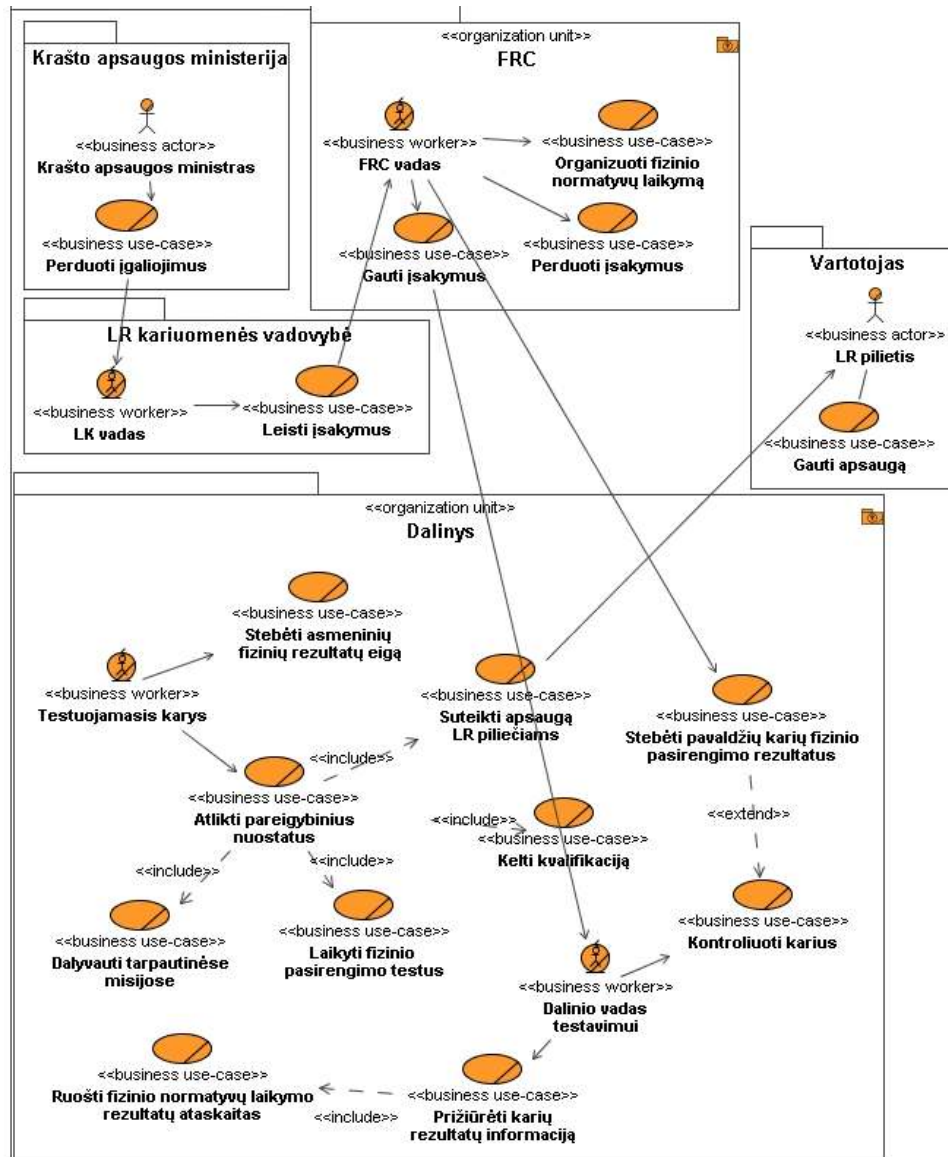 Krašto apsaugos ministerija
<<business actor>>
Krašto apsaugos ministras
<<business use-case>>
Perduoti įgaliojimus
<<organization unit>>
FRC
<<business worker>>
FRC vadas
<<business use-case>>
Organizuoti fizinio
normatyvų laikymą
<<business use-case>>
Gauti įsakymus
<<business use-case>>
Perduoti įsakymus
LR kariuomenės vadovybė
<<business worker>>
LK vadas
<<business use-case>>
Leisti įsakymus
Vartotojas
<<business actor>>
LR pilietis
<<business use-case>>
Gauti apsaugą
<<organization unit>>
Dalinys
<<business use-case>>
Stebėti asmeninių
fizinių rezultatų eigą
<<business worker>>
Testuojamasis karys
<<business use-case>>
Suteikti apsaugą
LR piliečiams
<<business use-case>>
Stebėti pavaldžių karių fizinio
pasirengimo rezultatus
<<include>>
<<business use-case>>
Atlikti pareigybinius
nuostatus
<<include>>
<<business use-case>>
Kelti kvalifikaciją
<<extend>>
<<include>>
<<include>>
<<business use-case>>
Dalyvauti tarpautinėse
misijose
<<business use-case>>
Laikyti fizinio
pasirengimo testus
<<business use-case>>
Kontroliuoti karius
<<business worker>>
Dalinio vadas
testavimui
<<business use-case>>
Ruošti fizinio normatyvų laikymo
rezultatų ataskaitas
<<include>>
<<business use-case>>
Prižiūrėti karių
rezultatų informaciją